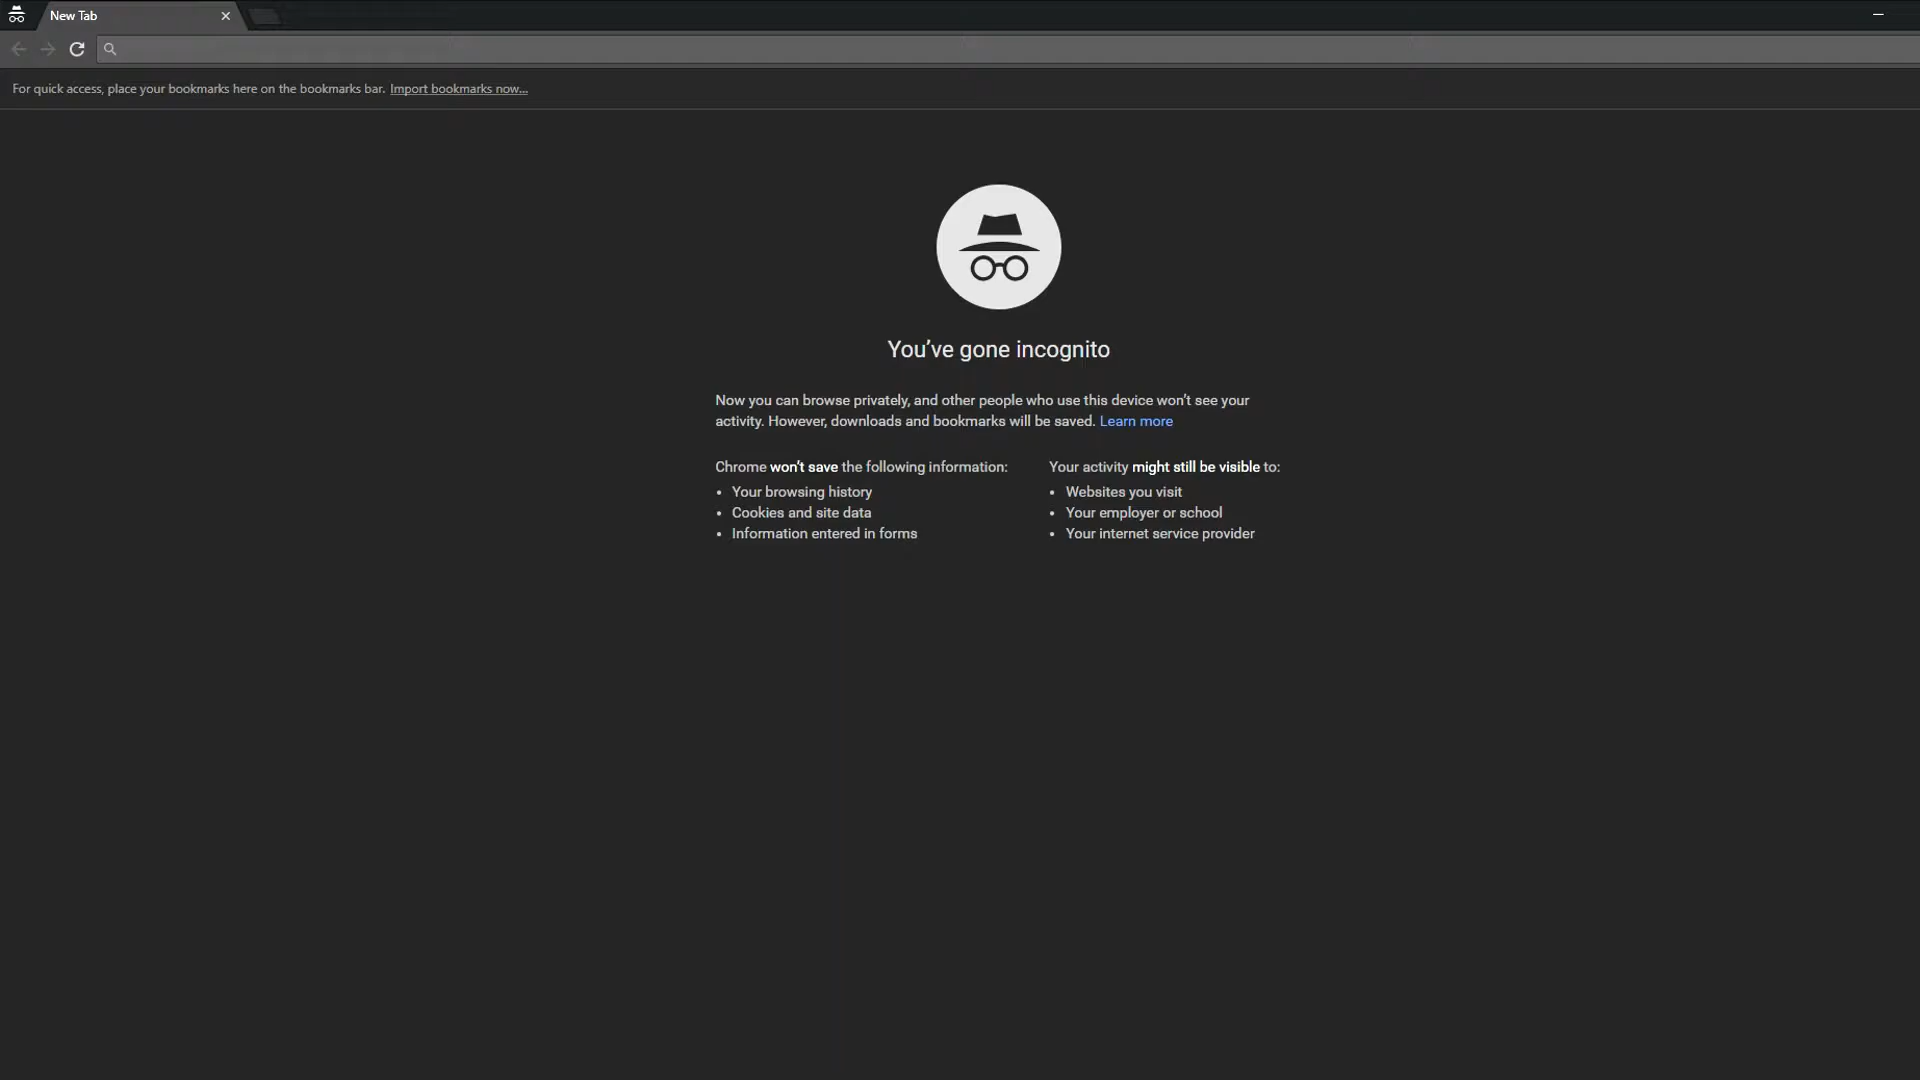 New Tab
For quick access, place your bookmarks here on the bookmarks bar. Import bookmarks now...
You’ve gone incognito
Now you can browse privately, and other people who use this device won’t see your
activity. However, downloads and bookmarks will be saved. Learn more
Chrome won’t save the following information:
• Your browsing history
• Cookies and site data
• Information entered in forms
Your activity might still be visible to:
• Websites you visit
• Your employer or school
• Your internet service provider